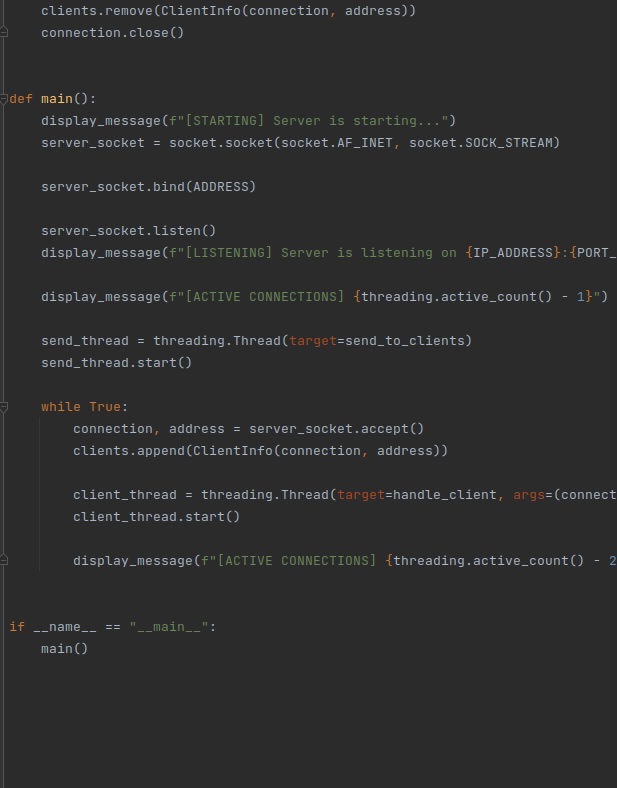 clients.remove(ClientInfo(connection, address))
connection.close()
def main():
display_message(f"[STARTING] Server is starting...")
server_socket = socket.socket(socket.AF_INET, socket.SOCK_STREAM)
server_socket.bind(ADDRESS)
server_socket.listen()
display_message(f"[LISTENING] Server is listening on {IP_ADDRESS}:{PORT_
display_message(f"[ACTIVE CONNECTIONS] {threading.active_count() - 1}")
send_thread = threading.Thread(target=send_to_clients)
send_thread.start()
while True:
connection, address = server_socket.accept()
clients.append(ClientInfo(connection, address))
client_thread = threading.Thread(target=handle_client, args=(connect
client_thread.start()
display_message(f"[ACTIVE CONNECTIONS] {threading.active_count() - 2
if __name__ == "__main__":
main()